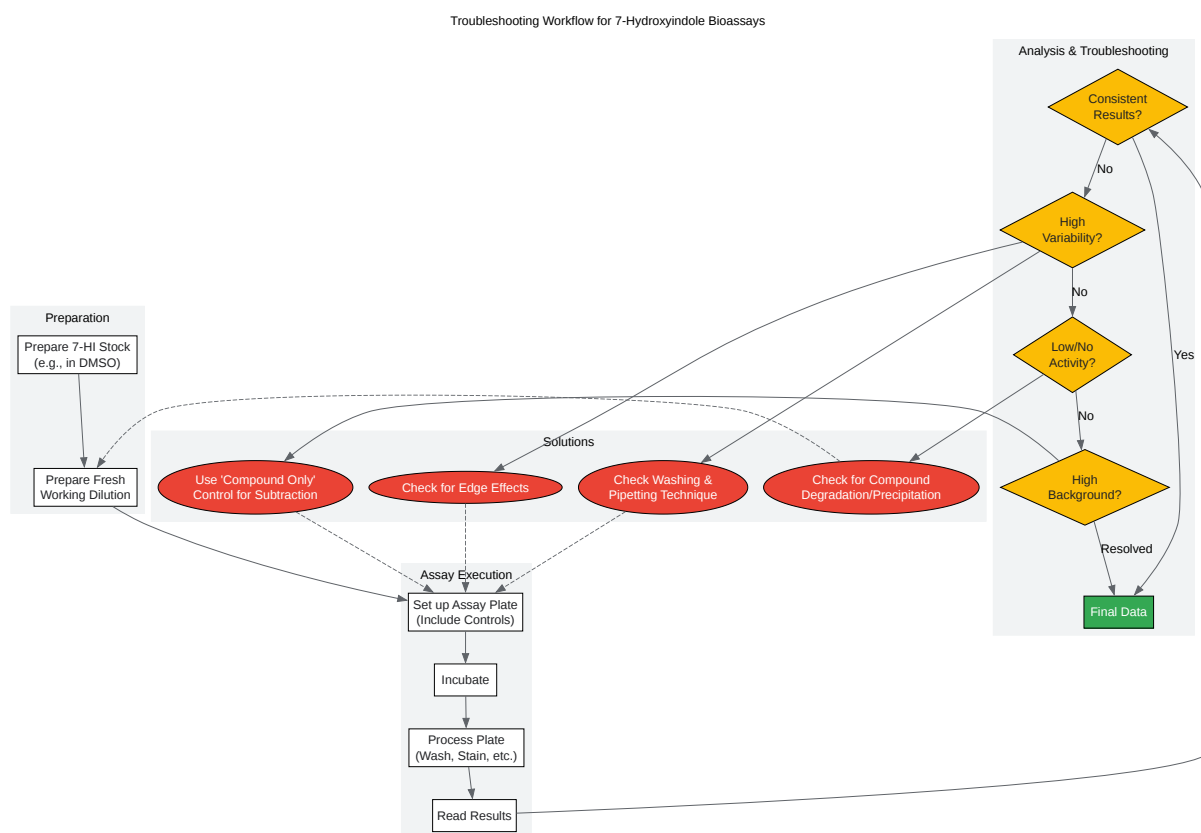 Troubleshooting Workflow for 7-Hydroxyindole Bioassays
Analysis & Troubleshooting
Consistent
Results?
No
High
Variability?
No
Low/No
Activity?
Yes
No
High
Background?
Resolved
Final Data
Preparation
Prepare 7-HI Stock
(e.g., in DMSO)
Prepare Fresh
Working Dilution
Solutions
Use 'Compound Only'
Control for Subtraction
Check for Edge Effects
Check Washing &
Pipetting Technique
Check for Compound
Degradation/Precipitation
Assay Execution
Set up Assay Plate
(Include Controls)
Incubate
Process Plate
(Wash, Stain, etc.)
Read Results